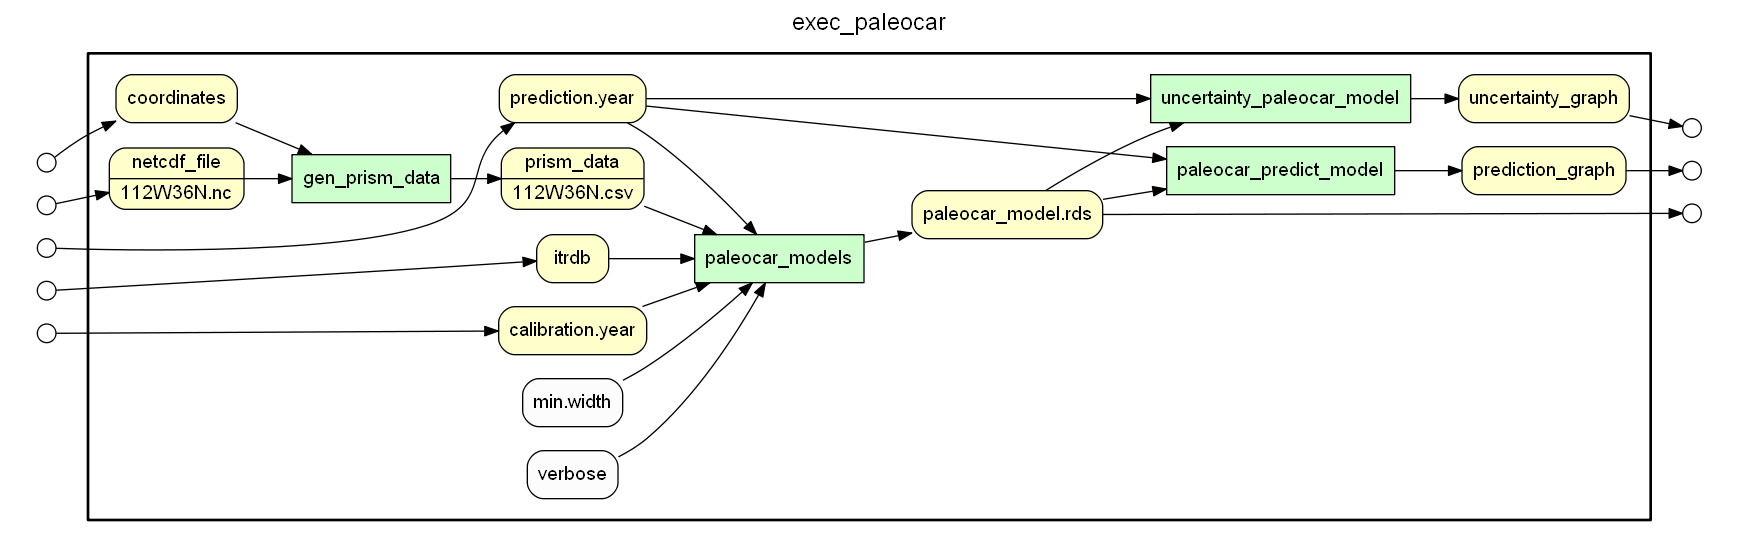 exec_paleocar
coordinates
prediction.year
uncertainty_paleocar_model
uncertainty_graph
netcdf_file
112W36N.nc
gen_prism_data
prism_data
112W36N.csv
paleocar_predict_model
prediction_graph
paleocar_model.rds
itrdb
paleocar_models
calibration.year
min.width
verbose